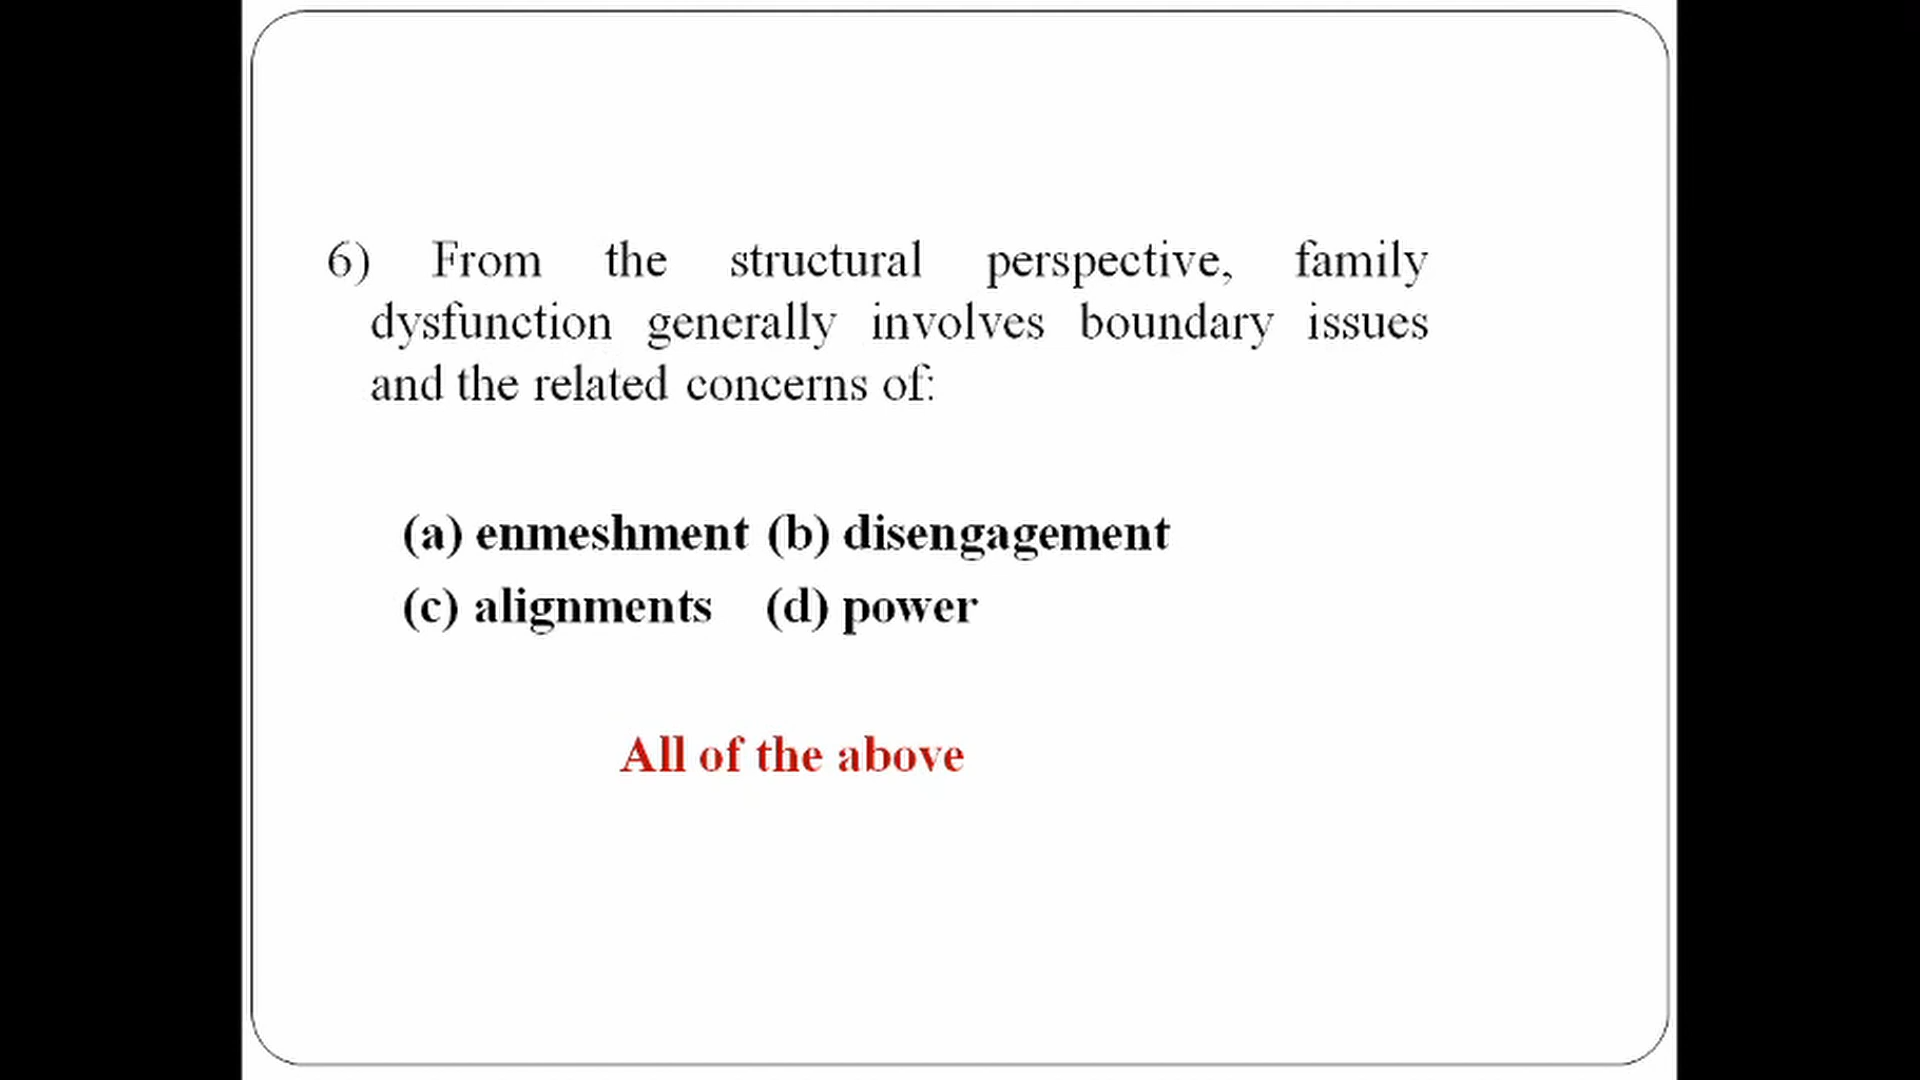 6) From the structural perspective, family
dysfunction generally involves boundary issues
and the related concerns of:
(a) enmeshment (b) disengagement
(c) alignments (d) power
All of the above